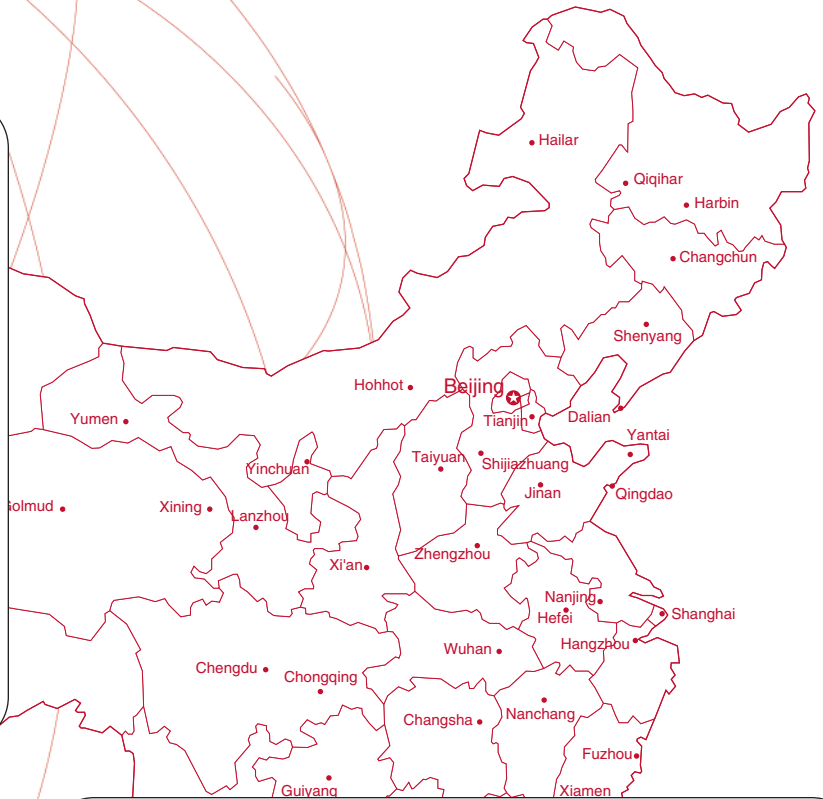 Hailar
Qiqihar
Harbin
Changchun
Shenyang
Hohhot
Beijing
Tianjin
Dalian
Yumen
Yantai
Taiyuan
Shijiazhuang
Yinchuan
Jinan
Qingdao
Golmud
Xining
Lanzhou
Zhengzhou
Xi'an
Nanjing
Hefei
Shanghai
Hangzhou
Wuhan
Chengdu
Chongqing
Changsha
Nanchang
Fuzhou
Guiyang
Xiamen